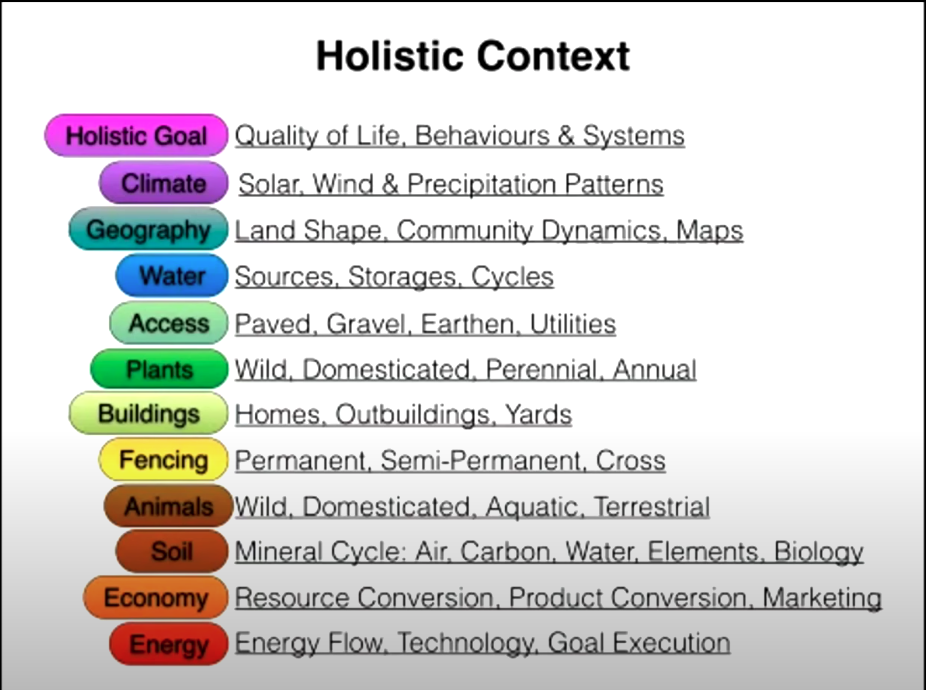 Holistic Context
Holistic Goal Quality of Life, Behaviours & Systems
Climate Solar, Wind & Precipitation Patterns
Geography Land Shape, Community Dynamics, Maps
Water Sources, Storages, Cycles
Access Paved, Gravel, Earthen, Utilities
Plants Wild, Domesticated, Perennial, Annual
Buildings Homes, Outbuildings, Yards
Fencing Permanent, Semi-Permanent, Cross
Animals Wild, Domesticated, Aquatic, Terrestrial
Soil Mineral Cycle: Air, Carbon, Water, Elements, Biology
Economy Resource Conversion, Product Conversion, Marketing
Energy Energy Flow, Technology, Goal Execution